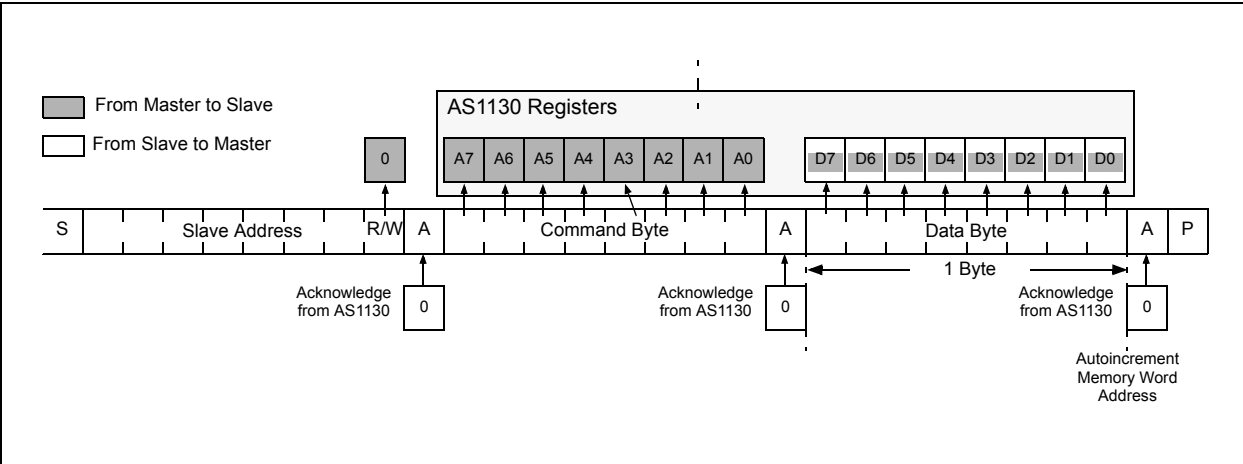 From Master to Slave
From Slave to Master
AS1130 Registers
0 A7 A6 A5 A4 A3 A2 A1 A0 D7 D6 D5 D4 D3 D2 D1 D0
S Slave Address R/W A Command Byte A Data Byte A P
1 Byte
Acknowledge
from AS1130
0
Acknowledge
from AS1130
0
Acknowledge
from AS1130
0
Autoincrement
Memory Word
Address